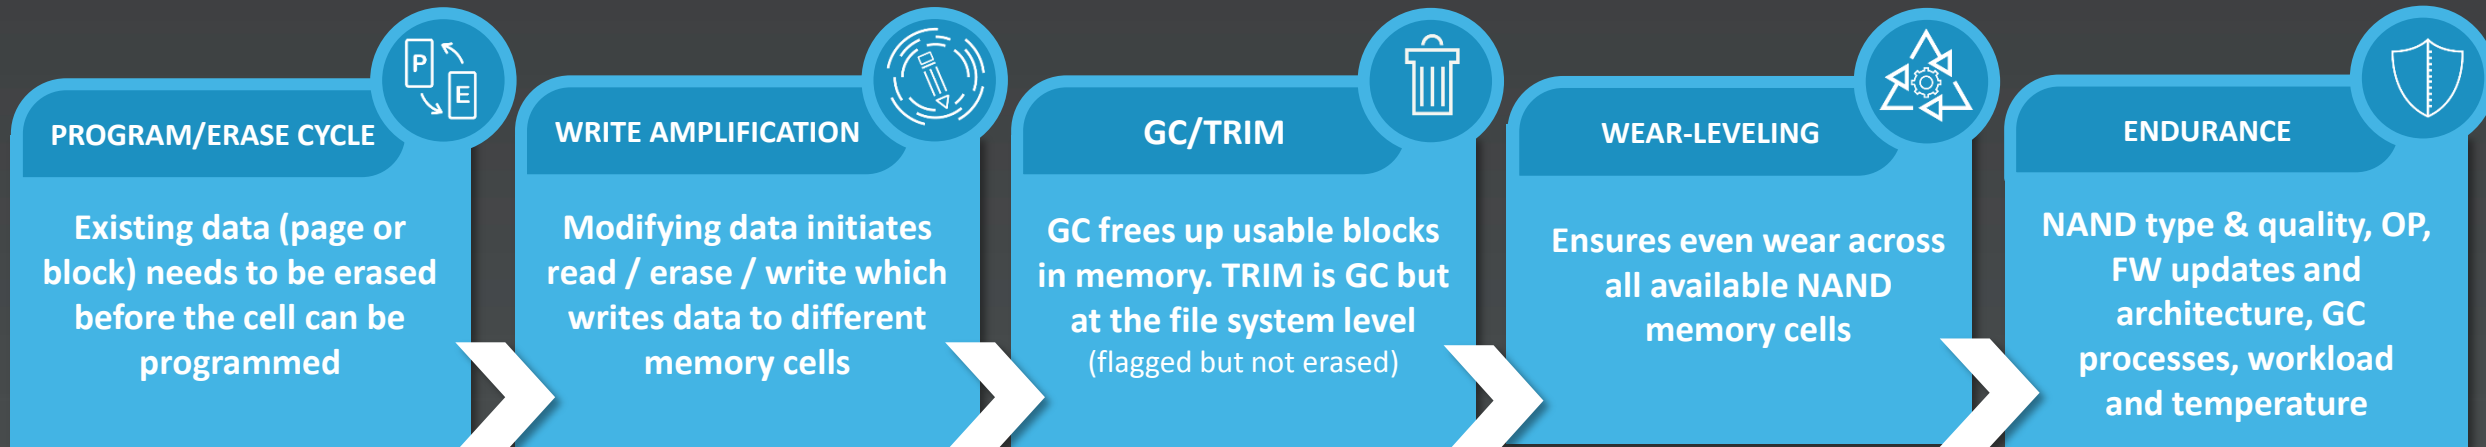 P
E
PROGRAM/ERASE CYCLE
Existing data (page or
block) needs to be erased
before the cell can be
programmed
WRITE AMPLIFICATION
Modifying data initiates
read / erase / write which
writes data to different
memory cells
GC/TRIM
GC frees up usable blocks
in memory. TRIM is GC but
at the file system level
(flagged but not erased)
WEAR-LEVELING
Ensures even wear across
all available NAND
memory cells
ENDURANCE
NAND type & quality, OP,
FW updates and
architecture, GC
processes, workload
and temperature